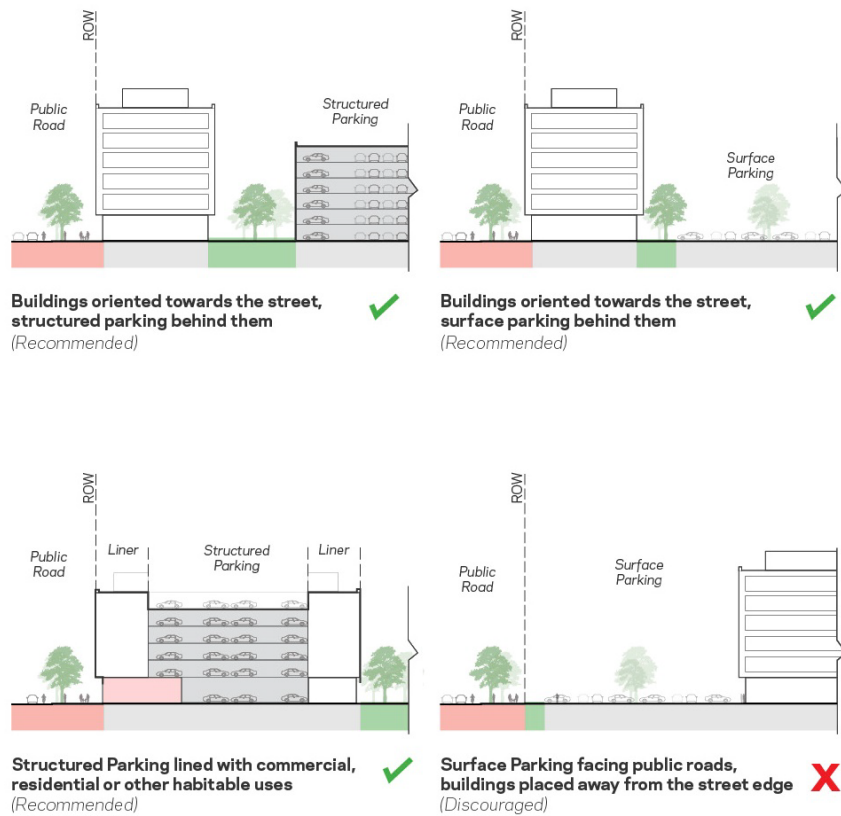 ROW
Public
Road
Structured
Parking
Buildings oriented towards the street,
structured parking behind them
(Recommended)
ROW
Public
Road
Surface
Parking
Buildings oriented towards the street,
surface parking behind them
(Recommended)
ROW
Public
Road
Liner
Structured
Parking
Liner
Structured Parking lined with commercial,
residential or other habitable uses
(Recommended)
ROW
Public
Road
Surface
Parking
Surface Parking facing public roads,
buildings placed away from the street edge
(Discouraged)